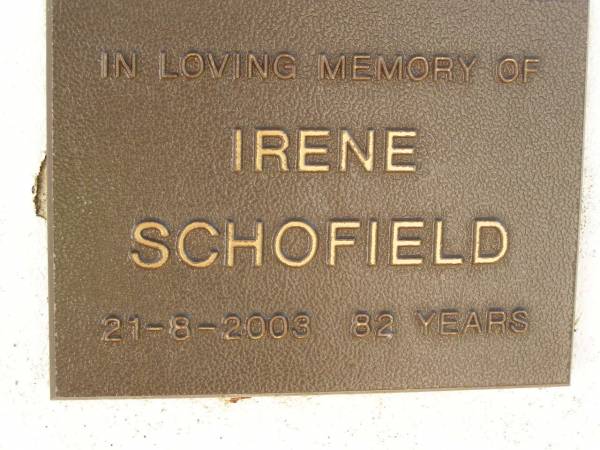 IN LOVING MEMORY OF
IRENE
SCHOFIELD
21-8-2003 82 YEARS